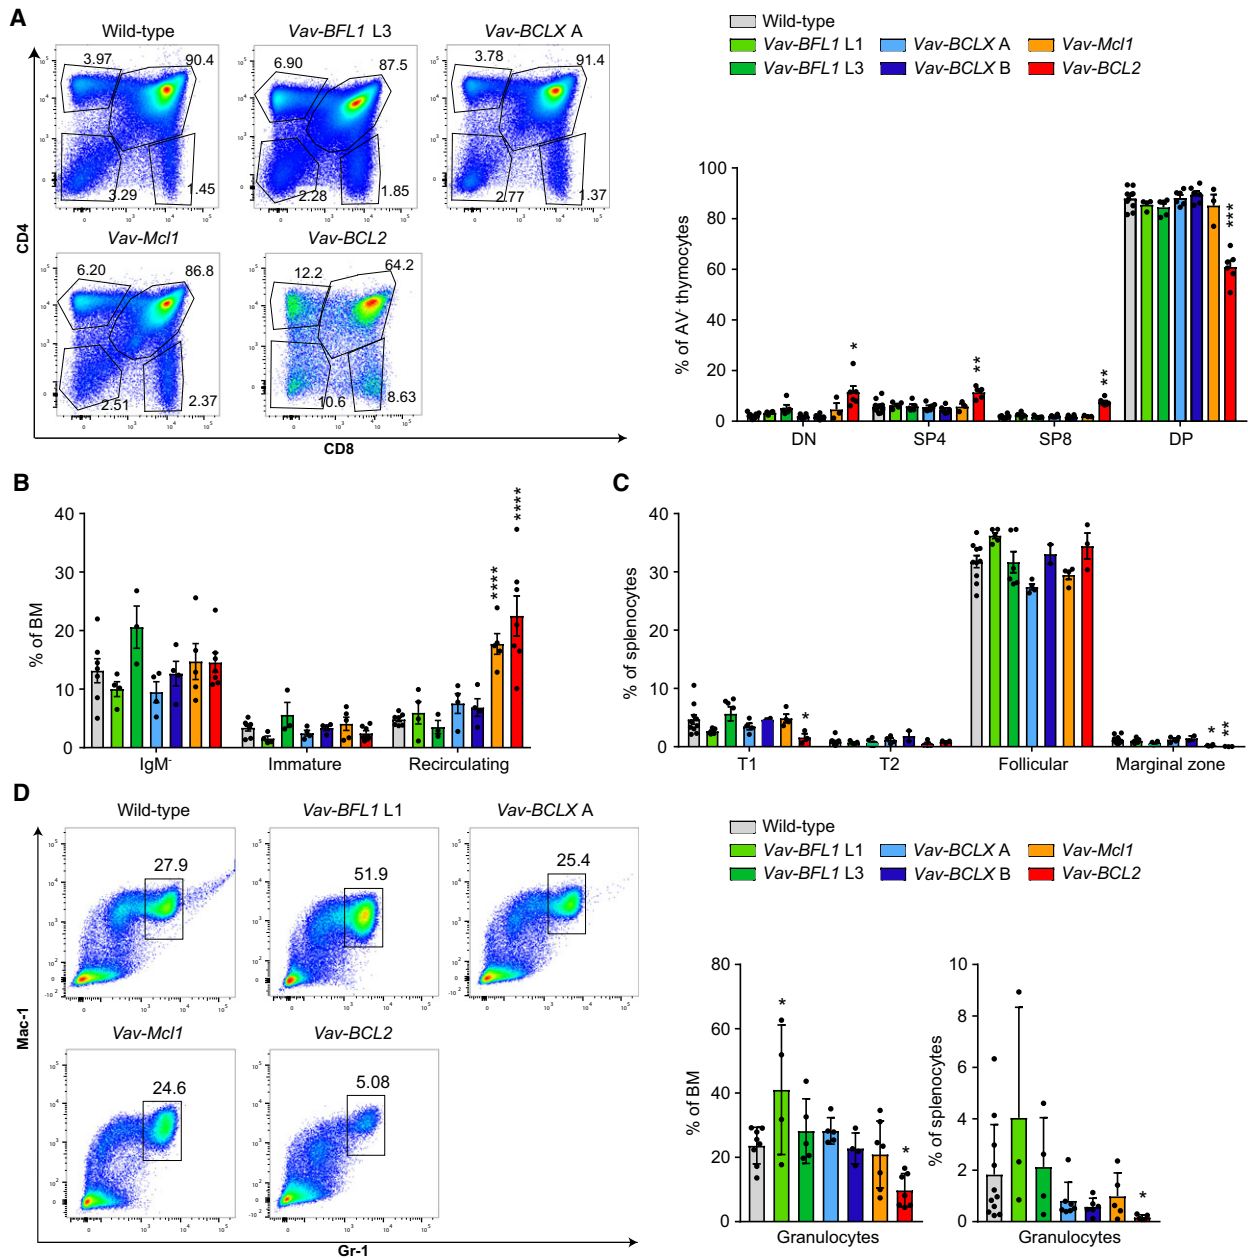 A
Wild-type
Vav-BFL1 L3
Vav-BCLX A
3.97
90.4
3.29
1.45
6.90
87.5
2.28
1.85
3.78
91.4
2.77
1.37
Vav-Mcl1
Vav-BCL2
6.20
86.8
2.51
2.37
12.2
64.2
10.6
8.63
CD4
CD8
Wild-type
Vav-BFL1 L1
Vav-BCLX A
Vav-Mcl1
Vav-BFL1 L3
Vav-BCLX B
Vav-BCL2
% of AV- thymocytes
100
80
60
40
20
0
*
**
**
***
DN
SP4
SP8
DP
B
% of BM
40
30
20
10
0
****
****
IgM-
Immature
Recirculating
C
% of splenocytes
40
30
20
10
0
*
*
**
T1
T2
Follicular
Marginal zone
D
Wild-type
Vav-BFL1 L1
Vav-BCLX A
27.9
51.9
25.4
Vav-Mcl1
Vav-BCL2
24.6
5.08
Mac-1
Gr-1
Wild-type
Vav-BFL1 L1
Vav-BCLX A
Vav-Mcl1
Vav-BFL1 L3
Vav-BCLX B
Vav-BCL2
% of BM
80
60
40
20
0
*
*
Granulocytes
% of splenocytes
10
8
6
4
2
0
*
Granulocytes